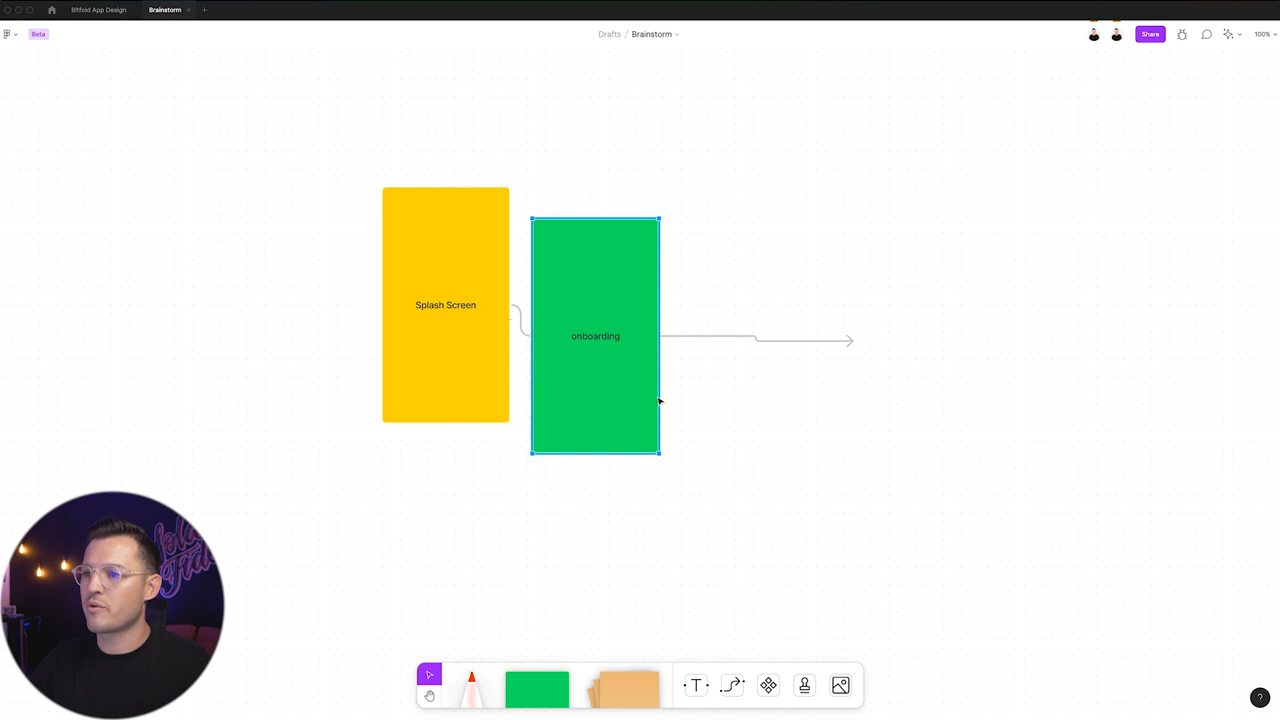 Bitfold App Design
Brainstorm
Beta
Drafts / Brainstorm
Share
100%
Splash Screen
onboarding
T
?